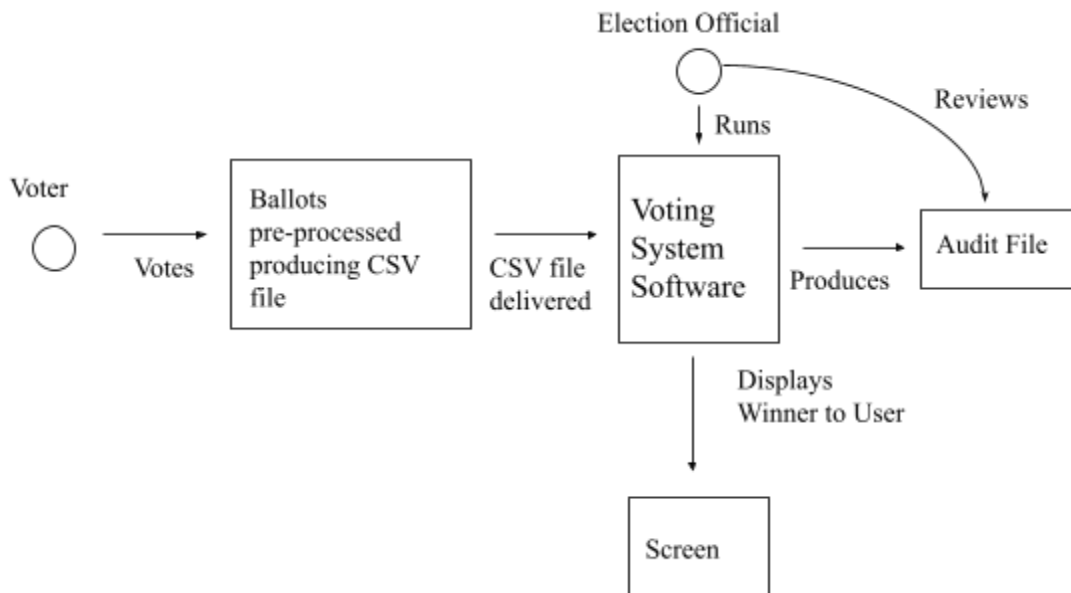 Election Official
Reviews
Runs
Voter
Ballots
pre-processed
producing CSV
file
Votes
CSV file
delivered
Voting
System
Software
Produces
Audit File
Displays
Winner to User
Screen